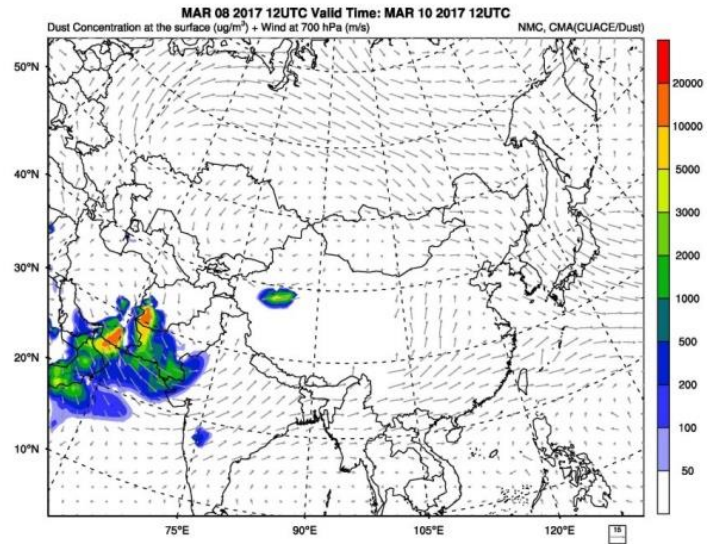 MAR 08 2017 12UTC Valid Time: MAR 10 2017 12UTC
Dust Concentration at the surface (ug/m³) + Wind at 700 hPa (m/s)
NMC, CMA(CUACE/Dust)
50°N
40°N
30°N
20°N
10°N
75°E
90°E
105°E
120°E
20000
10000
5000
3000
2000
1000
500
200
100
50
15